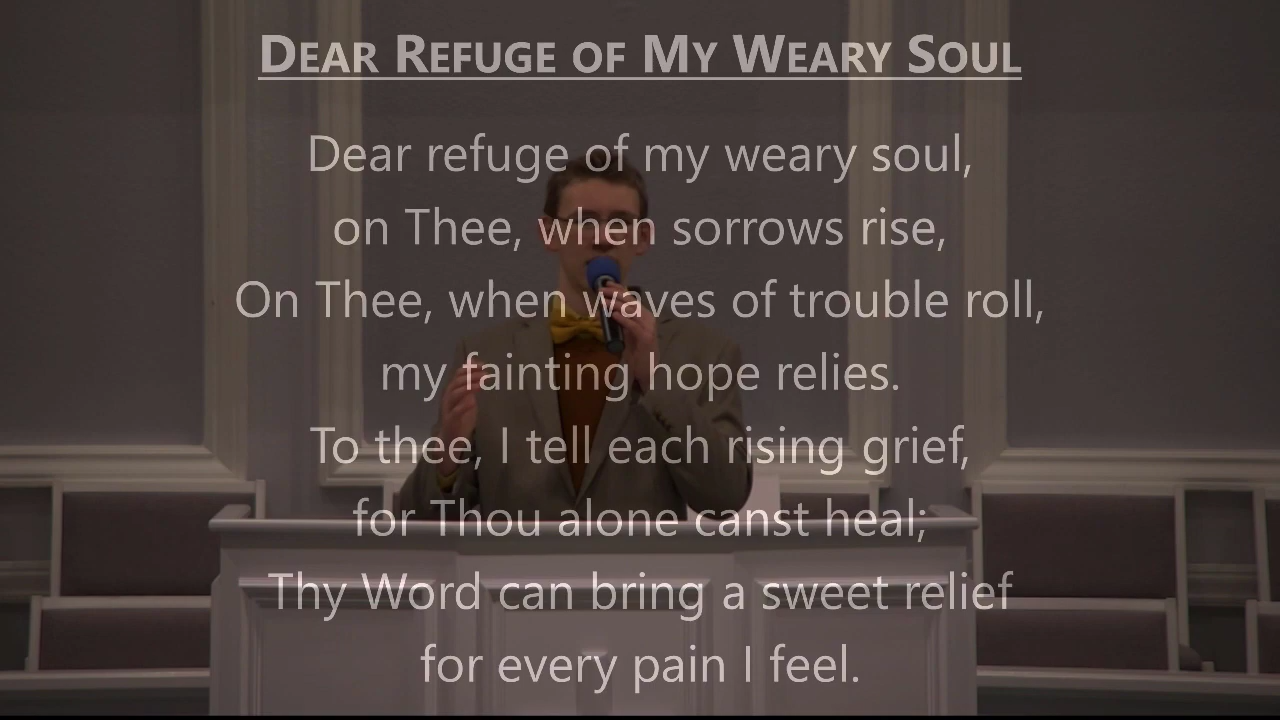 DEAR REFUGE OF MY WEARY SOUL
Dear refuge of my weary soul,
on Thee, when sorrows rise,
On Thee, when waves of trouble roll,
my fainting hope relies.
To thee, I tell each rising grief,
for Thou alone canst heal;
Thy Word can bring a sweet relief
for every pain I feel.